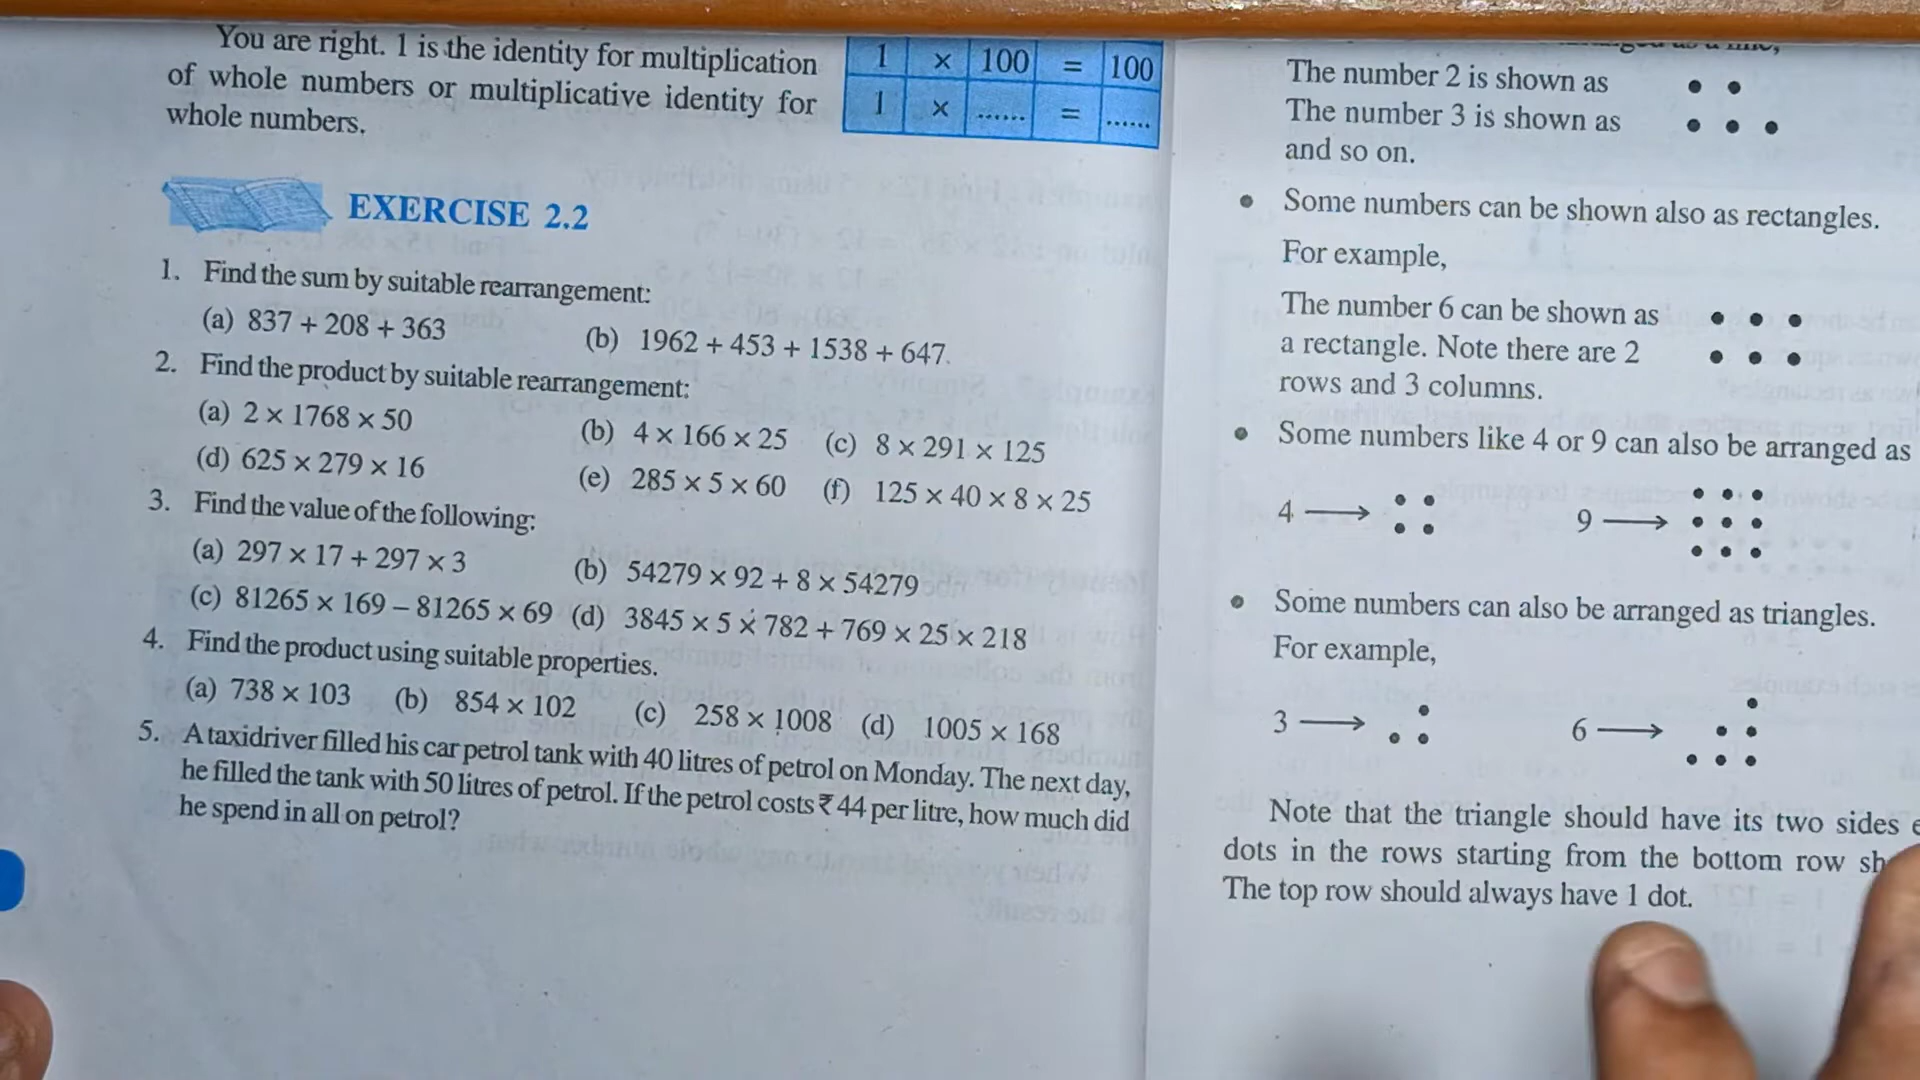 You are right. 1 is the identity for multiplication
of whole numbers or multiplicative identity for
whole numbers.
1 × 100 = 100
1 × ...... = ......
EXERCISE 2.2
1. Find the sum by suitable rearrangement:
(a) 837 + 208 + 363 (b) 1962 + 453 + 1538 + 647.
2. Find the product by suitable rearrangement:
(a) 2 × 1768 × 50 (b) 4 × 166 × 25 (c) 8 × 291 × 125
(d) 625 × 279 × 16 (e) 285 × 5 × 60 (f) 125 × 40 × 8 × 25
3. Find the value of the following:
(a) 297 × 17 + 297 × 3 (b) 54279 × 92 + 8 × 54279
(c) 81265 × 169 – 81265 × 69 (d) 3845 × 5 × 782 + 769 × 25 × 218
4. Find the product using suitable properties.
(a) 738 × 103 (b) 854 × 102 (c) 258 × 1008 (d) 1005 × 168
5. A taxidriver filled his car petrol tank with 40 litres of petrol on Monday. The next day,
he filled the tank with 50 litres of petrol. If the petrol costs ₹ 44 per litre, how much did
he spend in all on petrol?
The number 2 is shown as
The number 3 is shown as
and so on.
• Some numbers can be shown also as rectangles.
For example,
The number 6 can be shown as
a rectangle. Note there are 2
rows and 3 columns.
• Some numbers like 4 or 9 can also be arranged as
4 → 9 →
• Some numbers can also be arranged as triangles.
For example,
3 → 6 →
Note that the triangle should have its two sides
dots in the rows starting from the bottom row
The top row should always have 1 dot.